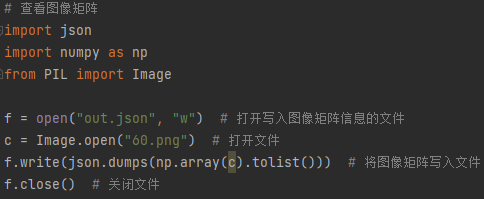 # 查看图像矩阵
import json
import numpy as np
from PIL import Image
f = open("out.json", "w")  # 打开写入图像矩阵信息的文件
c = Image.open("60.png")  # 打开文件
f.write(json.dumps(np.array(c).tolist()))  # 将图像矩阵写入文件
f.close()  # 关闭文件